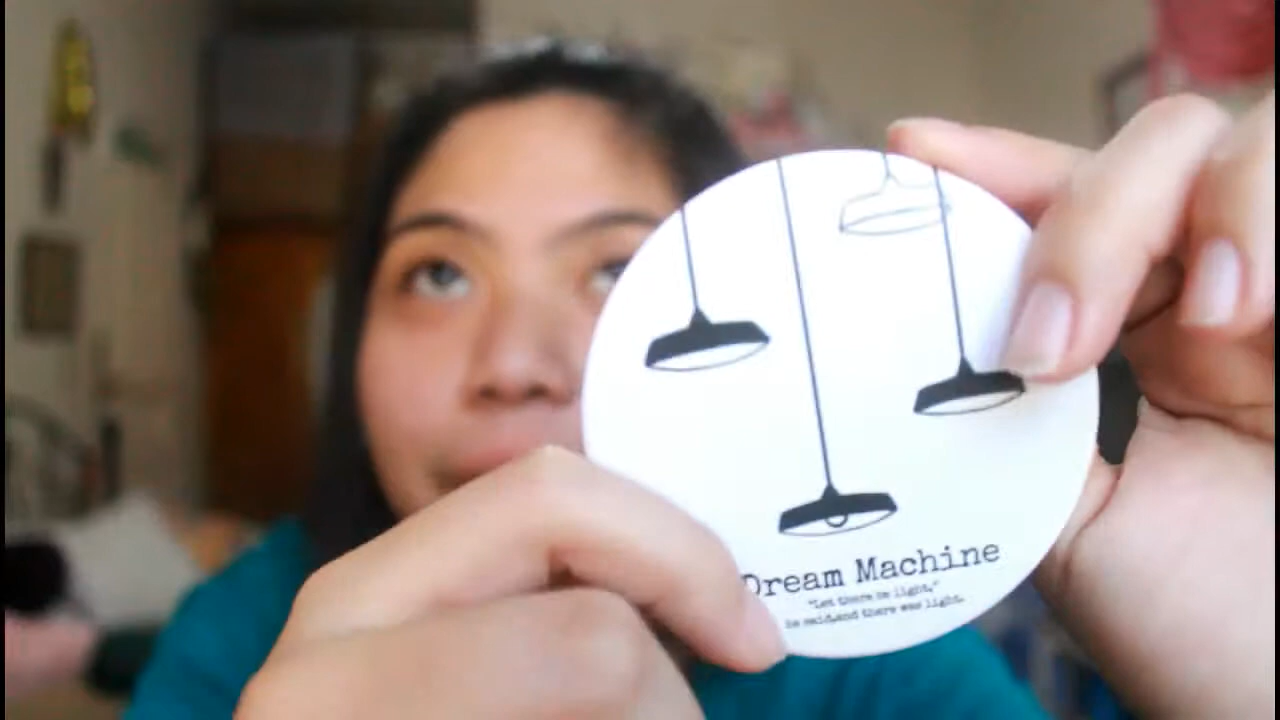 Dream Machine
"Let there be light,"
he said,and there was light.